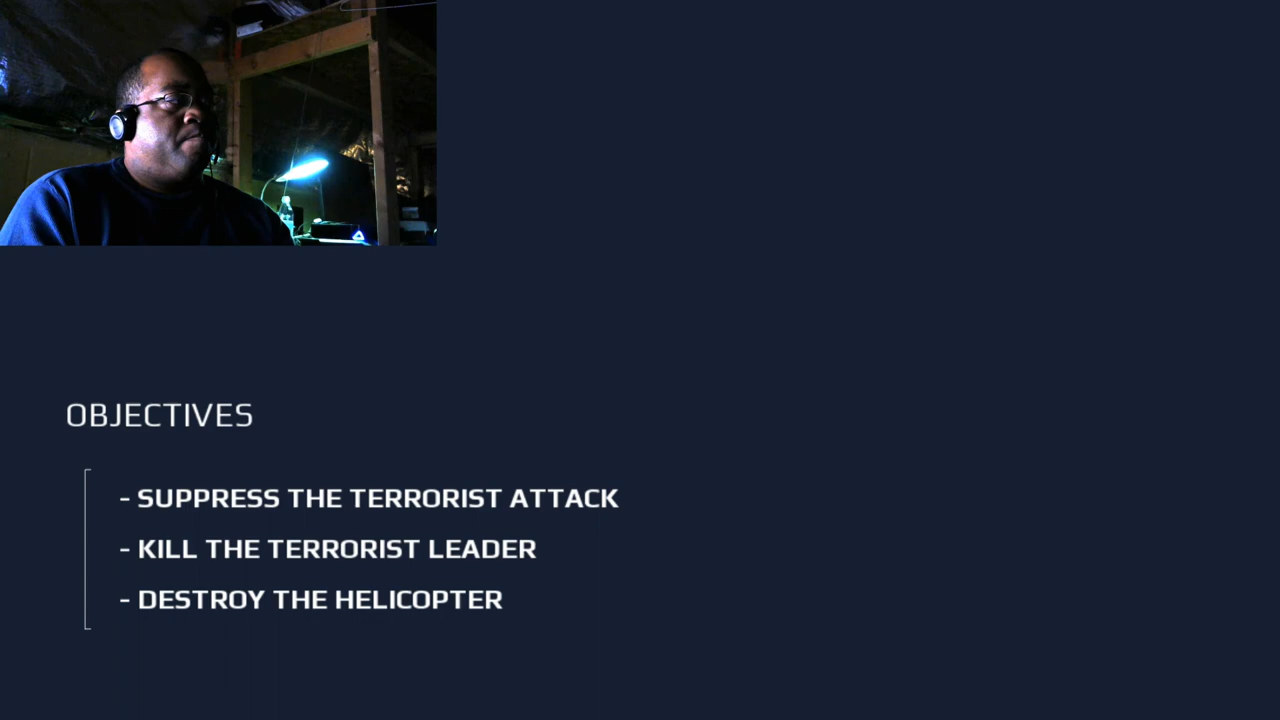 OBJECTIVES
- SUPPRESS THE TERRORIST ATTACK
- KILL THE TERRORIST LEADER
- DESTROY THE HELICOPTER